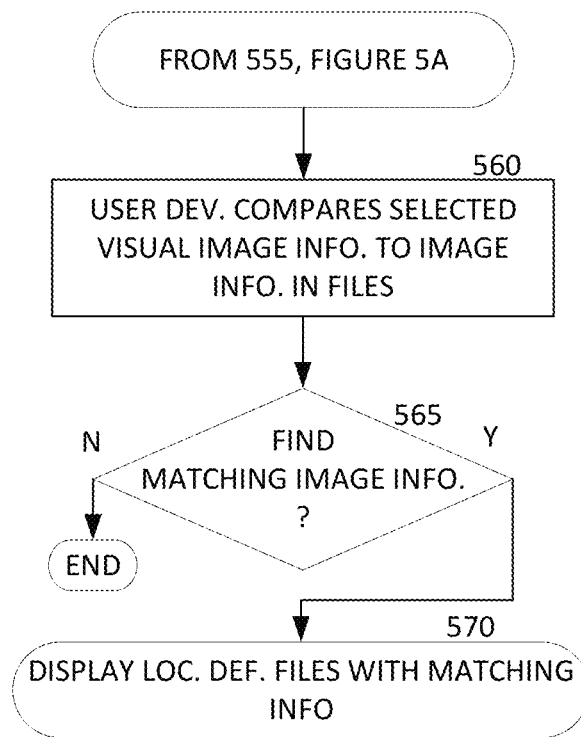 FROM 555, FIGURE 5A
560
USER DEV. COMPARES SELECTED
VISUAL IMAGE INFO. TO IMAGE
INFO. IN FILES
565
N
FIND
Y
MATCHING IMAGE INFO.
?
END
570
DISPLAY LOC. DEF. FILES WITH MATCHING
INFO